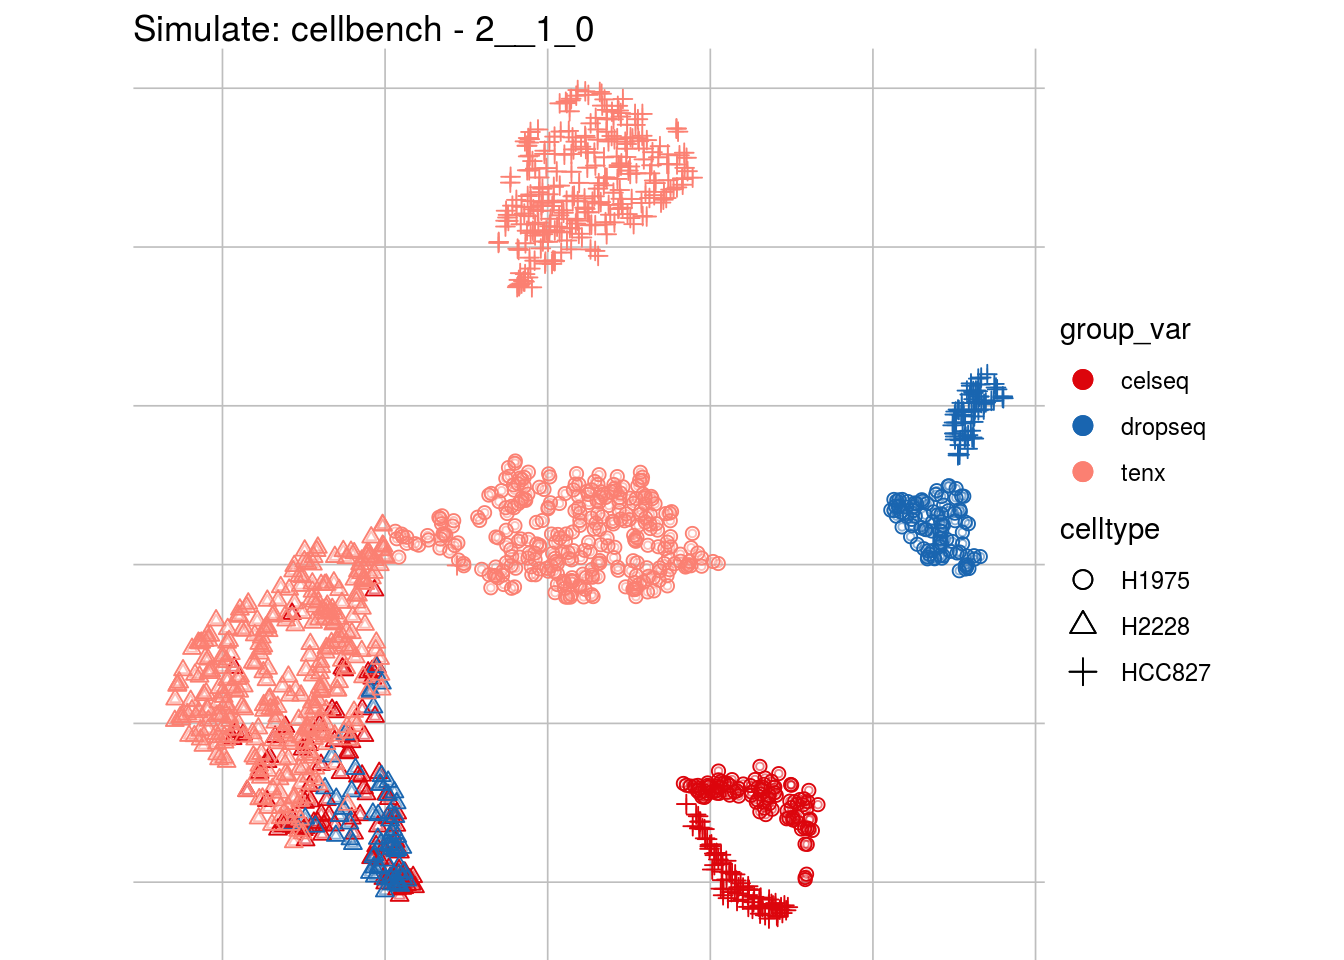 Simulate: cellbench - 2__1_0
group_var
celseq
dropseq
tenx
celltype
H1975
H2228
HCC827